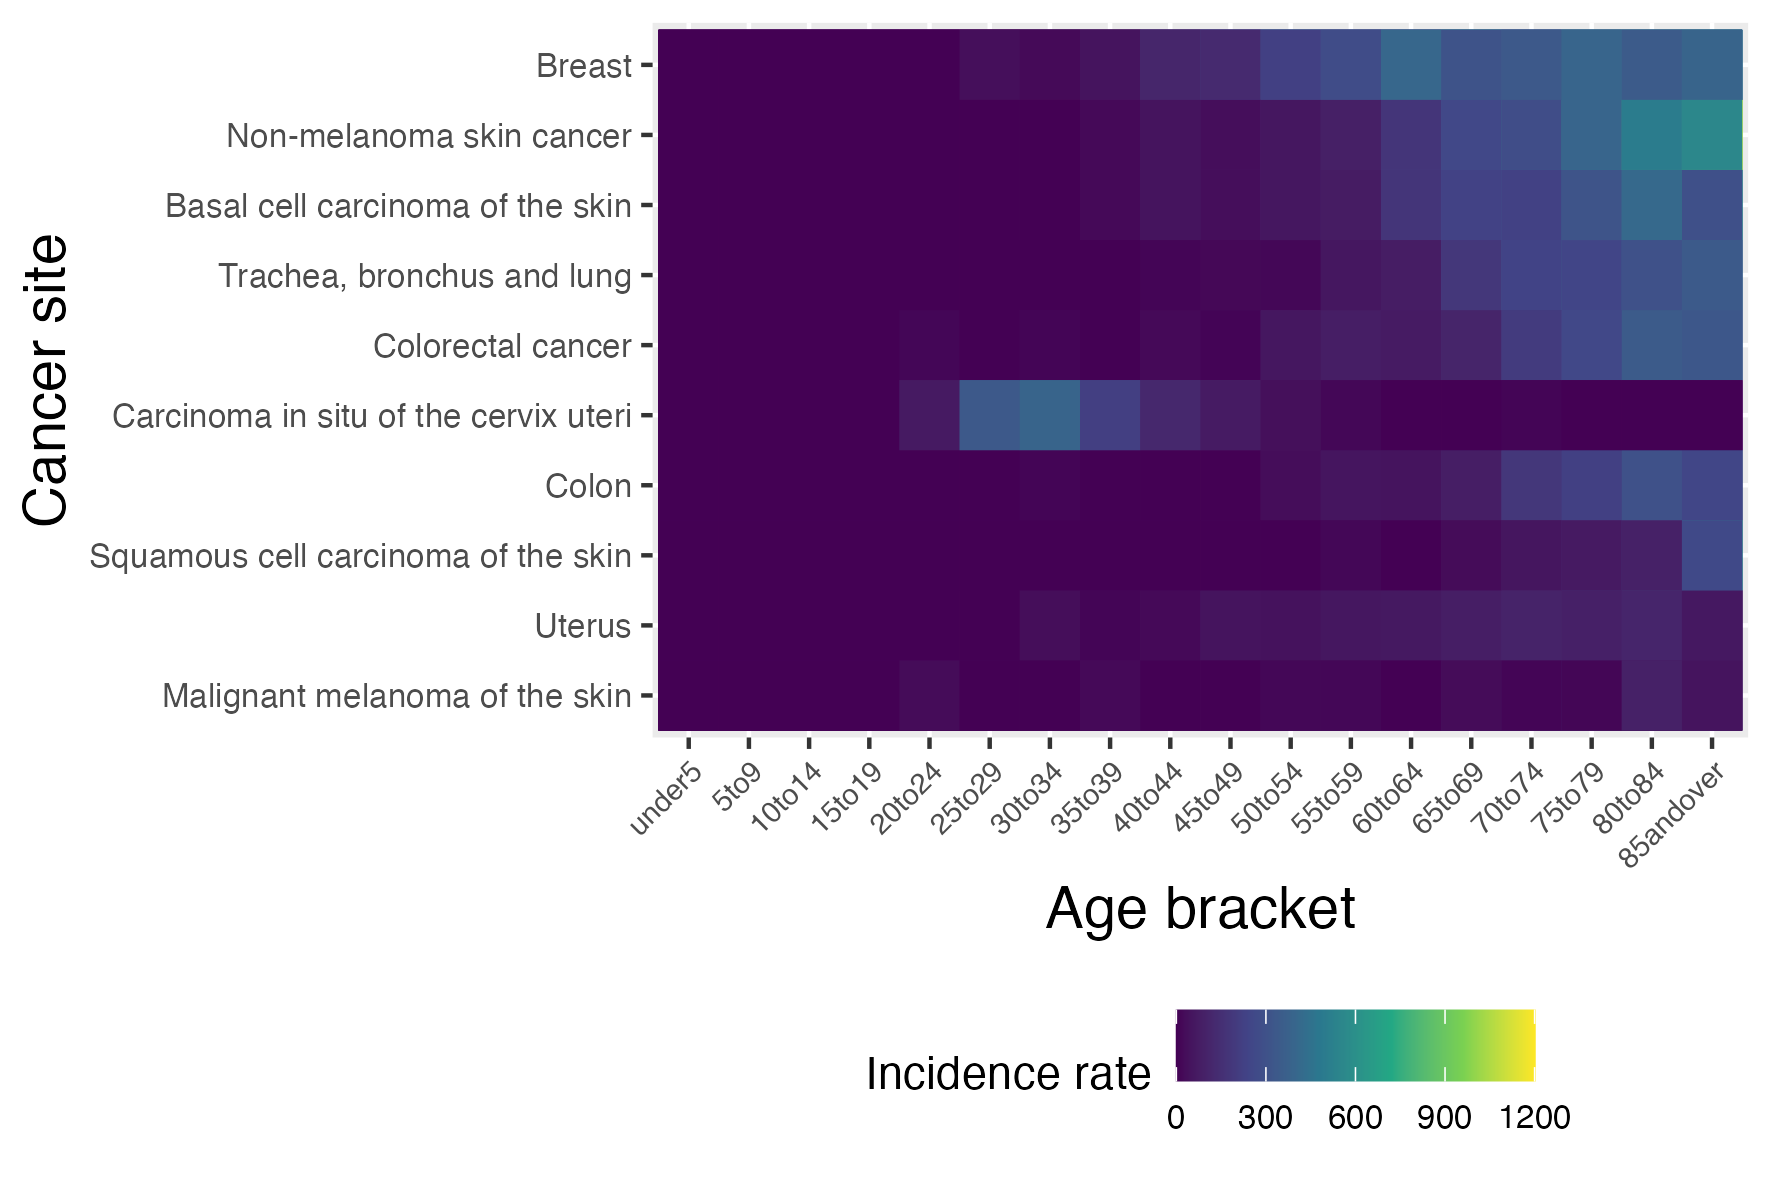 Cancer site
Breast
Non-melanoma skin cancer
Basal cell carcinoma of the skin
Trachea, bronchus and lung
Colorectal cancer
Carcinoma in situ of the cervix uteri
Colon
Squamous cell carcinoma of the skin
Uterus
Malignant melanoma of the skin
under5
5to9
10to14
15to19
20to24
25to29
30to34
35to39
40to44
45to49
50to54
55to59
60to64
65to69
70to74
75to79
80to84
85andover
Age bracket
Incidence rate
0 300 600 900 1200